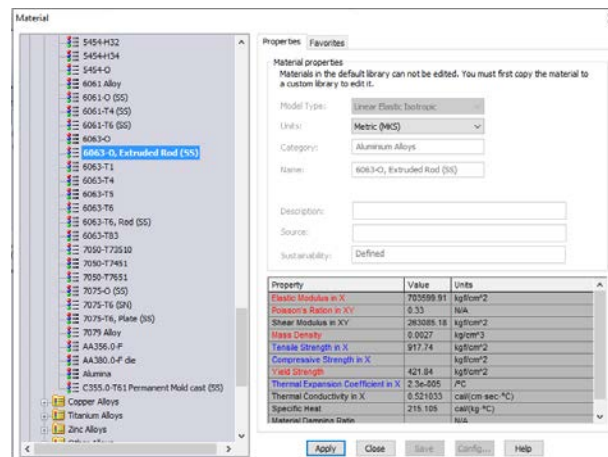 Material
5454-H32
5454-H34
5454-O
6061 Alloy
6061-O (SS)
6061-T4 (SS)
6061-T6 (SS)
6063-O
6063-O, Extruded Rod (SS)
6063-T1
6063-T4
6063-T5
6063-T6
6063-T6, Rod (SS)
6063-T83
7050-T73510
7050-T7451
7050-T7651
7075-O (SS)
7075-T6 (SN)
7075-T6, Plate (SS)
7079 Alloy
AA356.0-F
AA380.0-F die
Alumina
C355.0-T61 Permanent Mold cast (SS)
Copper Alloys
Titanium Alloys
Zinc Alloys
Other Alloys
Properties Favorites
Material properties
Materials in the default library can not be edited. You must first copy the material to
a custom library to edit it.
Model Type: Linear Elastic Isotropic
Units: Metric (MKS)
Category: Aluminium Alloys
Name: 6063-O, Extruded Rod (SS)
Description:
Source:
Sustainability: Defined
Property Value Units
Elastic Modulus in X 703599.91 kgf/cm^2
Poisson's Ration in XY 0.33 N/A
Shear Modulus in XY 263085.18 kgf/cm^2
Mass Density 0.0027 kg/cm^3
Tensile Strength in X 917.74 kgf/cm^2
Compressive Strength in X kgf/cm^2
Yield Strength 421.84 kgf/cm^2
Thermal Expansion Coefficient in X 2.3e-005 /°C
Thermal Conductivity in X 0.521033 cal/(cm·sec·°C)
Specific Heat 215.105 cal/(kg·°C)
Material Damping Ratio N/A
Apply Close Save Config... Help